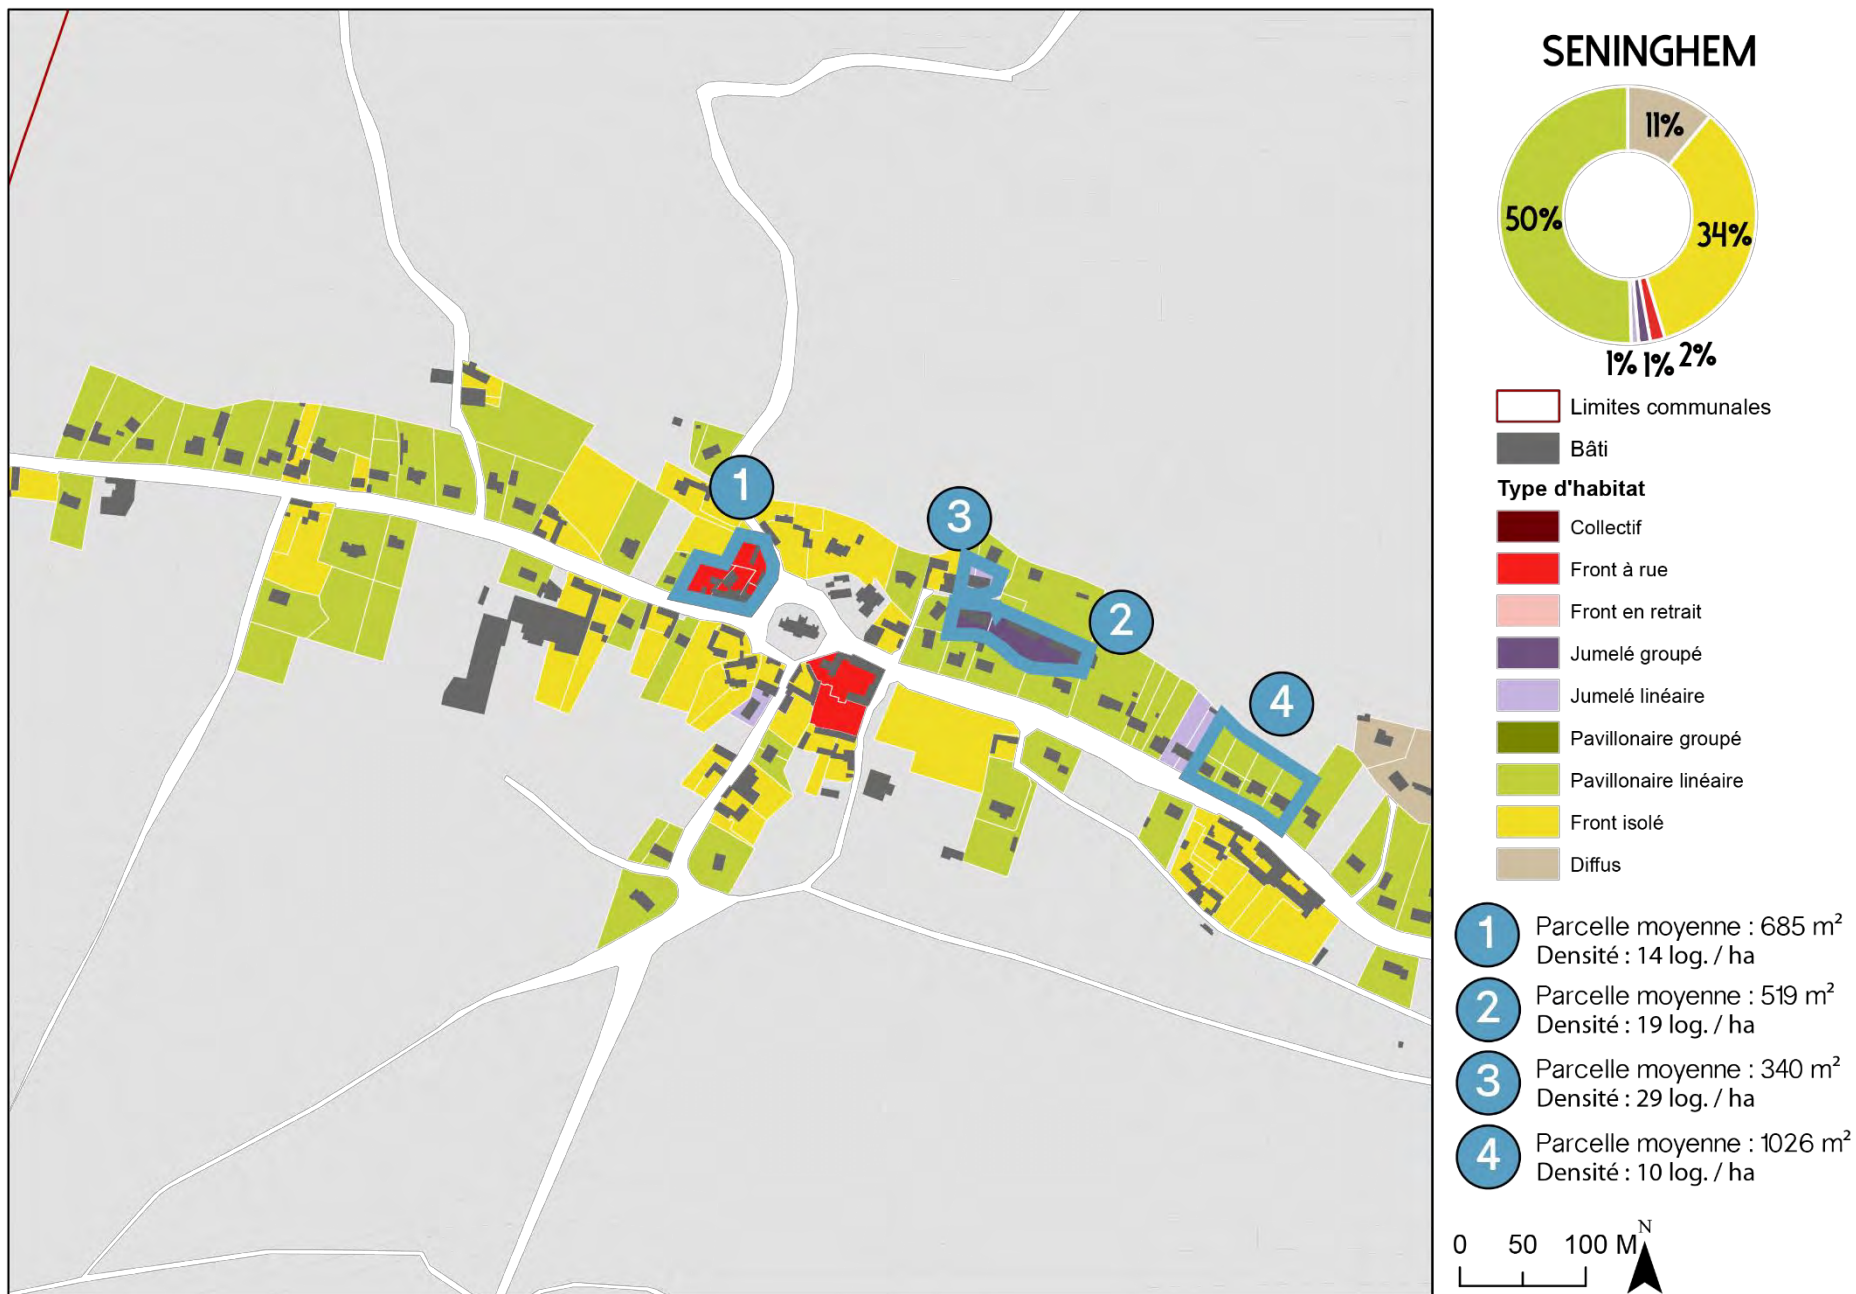 SENINGHEM
11%
50%
34%
1% 1% 2%
Limites communales
Bâti
Type d'habitat
Collectif
Front à rue
Front en retrait
Jumelé groupé
Jumelé linéaire
Pavillonaire groupé
Pavillonaire linéaire
Front isolé
Diffus
1
3
2
4
1
Parcelle moyenne : 685 m²
Densité : 14 log. / ha
2
Parcelle moyenne : 519 m²
Densité : 19 log. / ha
3
Parcelle moyenne : 340 m²
Densité : 29 log. / ha
4
Parcelle moyenne : 1026 m²
Densité : 10 log. / ha
N
0 50 100 M